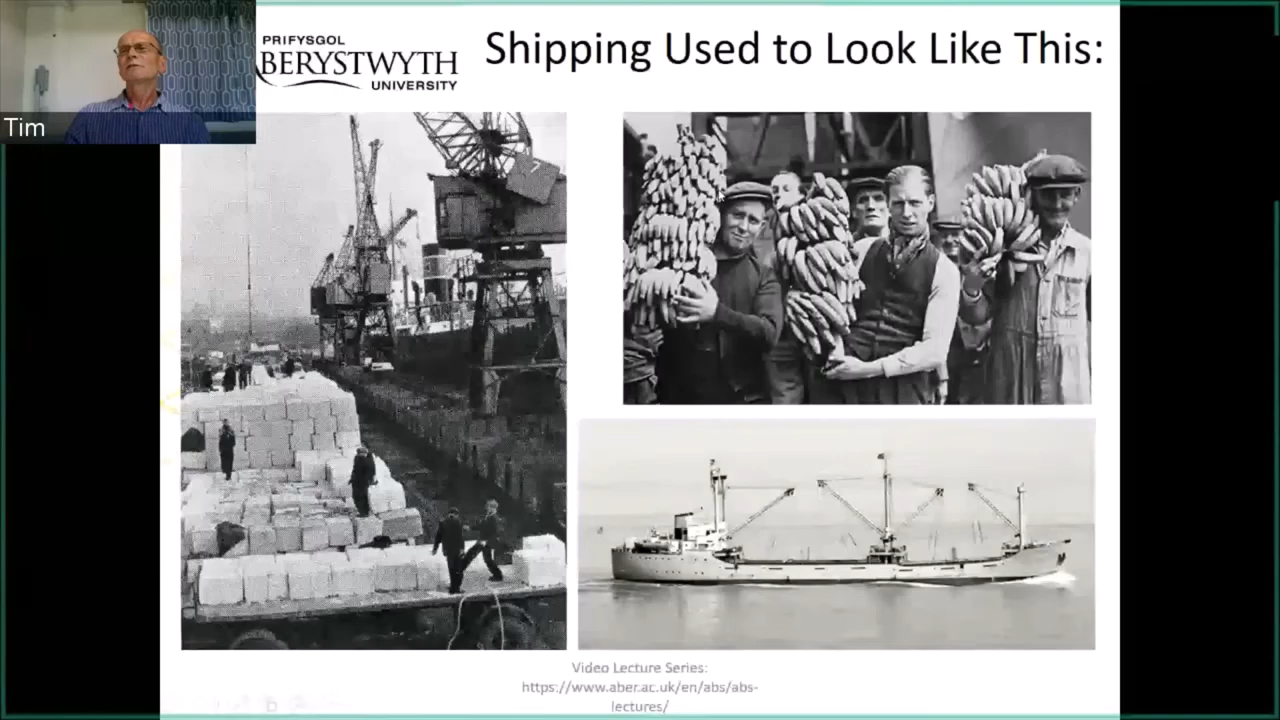 Tim
PRIFYSGOL
BERYSTWYTH
UNIVERSITY
Shipping Used to Look Like This:
Video Lecture Series:
https://www.aber.ac.uk/en/abs/abs-
lectures/